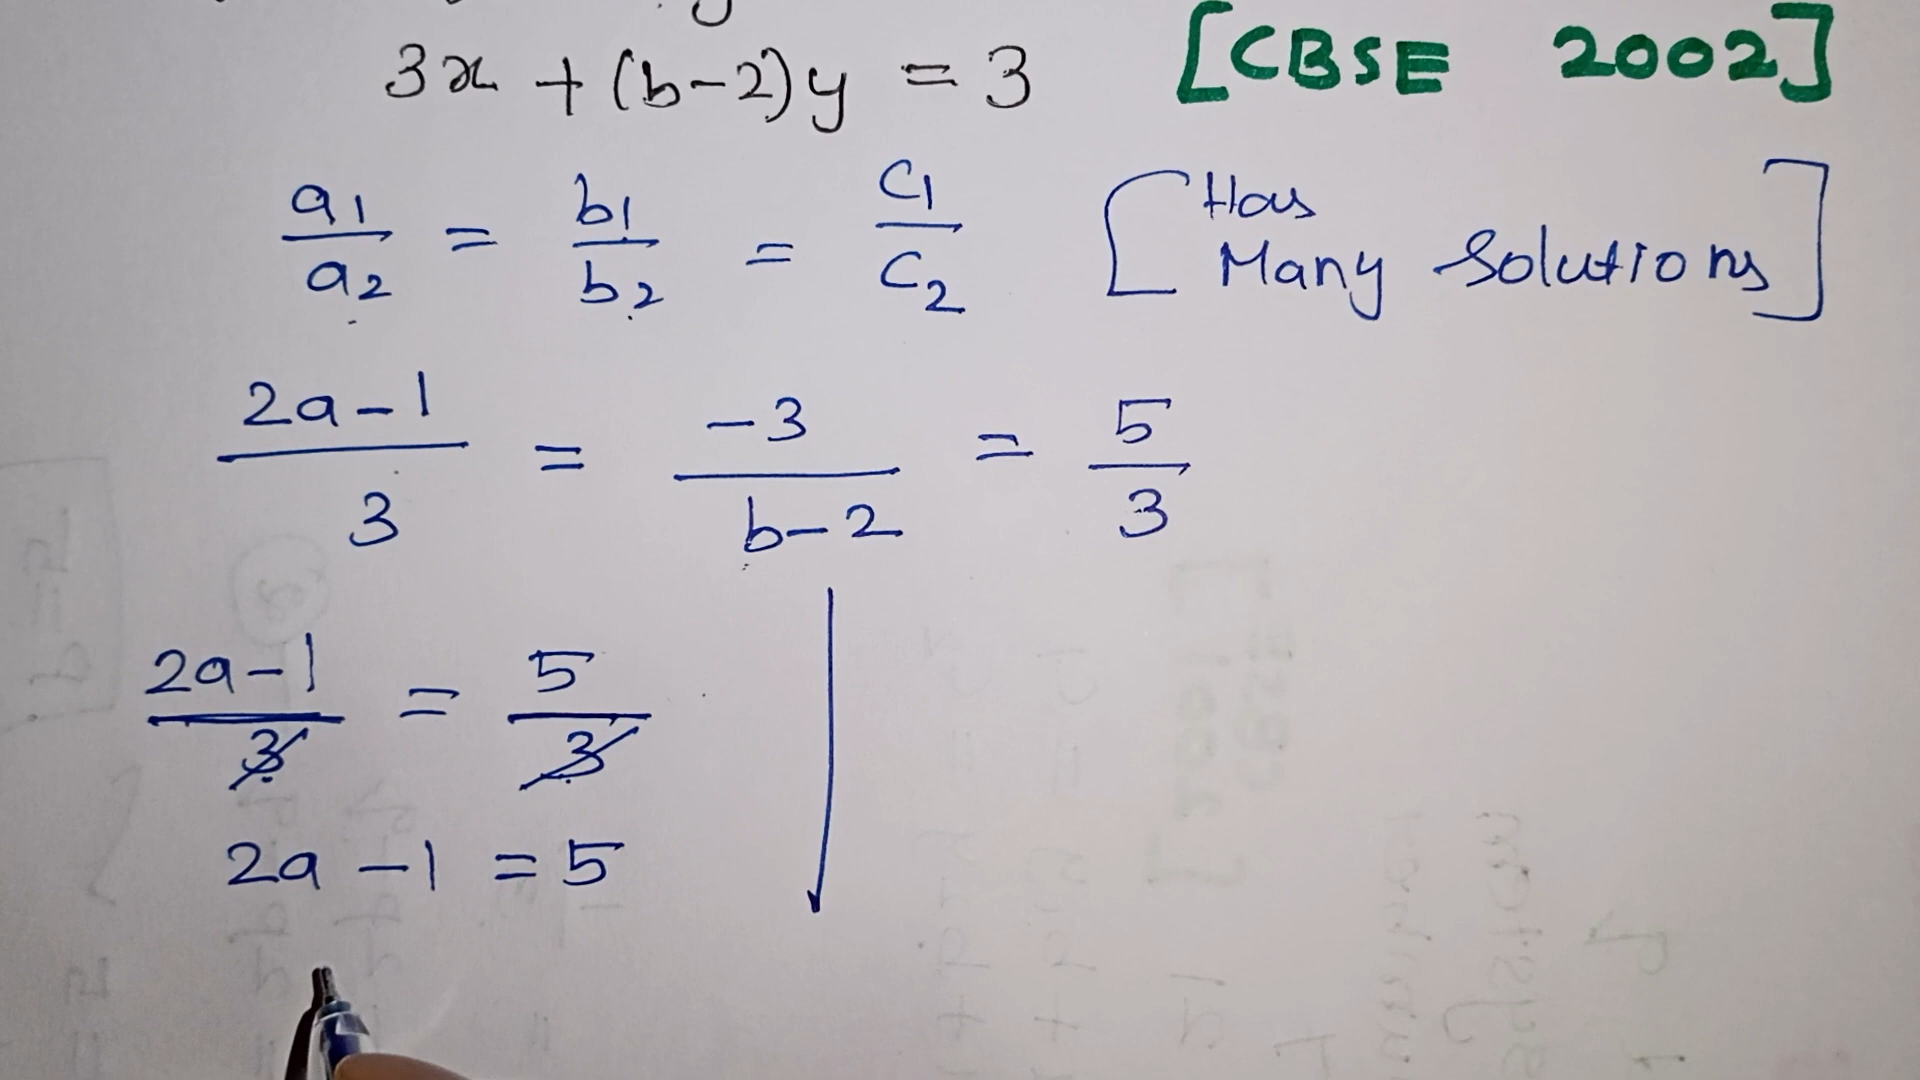 3x + (b-2)y = 3 [CBSE 2002]
a1/a2 = b1/b2 = c1/c2 [Has Many Solutions]
2a-1/3 = -3/b-2 = 5/3
2a-1/3 = 5/3
2a -1 = 5